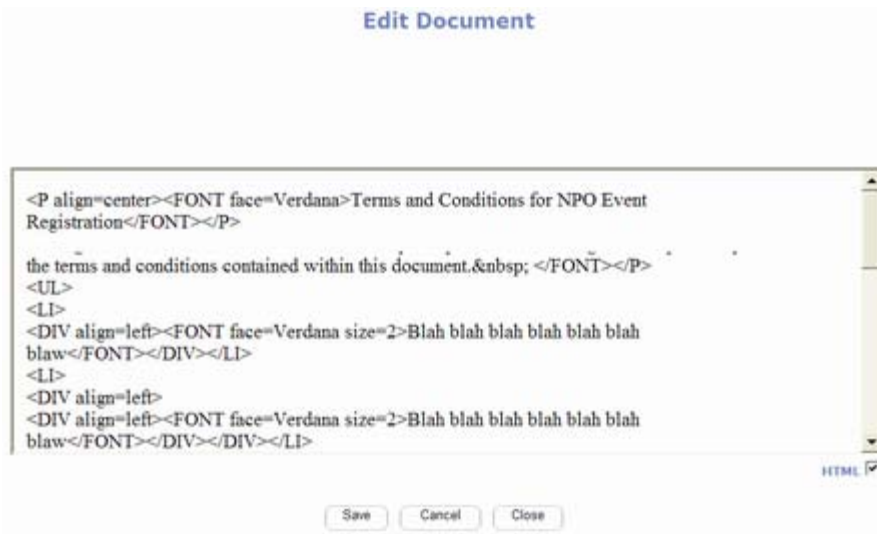 Edit Document
<P align=center><FONT face=Verdana>Terms and Conditions for NPO Event
Registration</FONT></P>
the terms and conditions contained within this document.&nbsp; </FONT></P>
<UL>
<LI>
<DIV align=left><FONT face=Verdana size=2>Blah blah blah blah blah blah
blaw</FONT></DIV></LI>
<LI>
<DIV align=left>
<DIV align=left><FONT face=Verdana size=2>Blah blah blah blah blah blah
blaw</FONT></DIV></DIV></LI>
HTML
Save Cancel Close